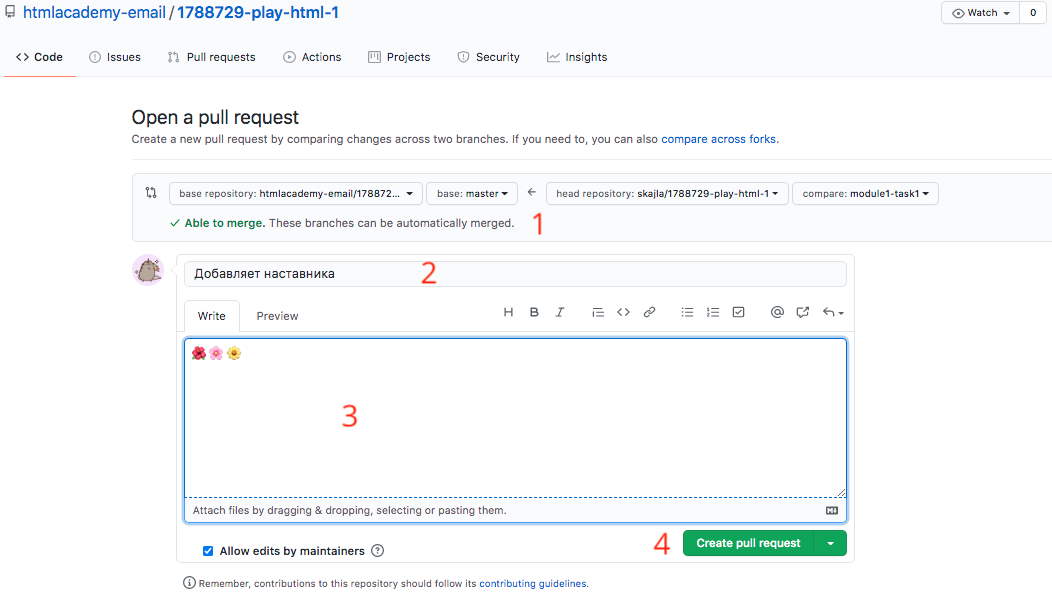 htmlacademy-email / 1788729-play-html-1
Watch 0
Code Issues Pull requests Actions Projects Security Insights
Open a pull request
Create a new pull request by comparing changes across two branches. If you need to, you can also compare across forks.
base repository: htmlacademy-email/178872... base: master ← head repository: skajla/1788729-play-html-1 compare: module1-task1
✓ Able to merge. These branches can be automatically merged. 1
Добавляет наставника 2
Write Preview H B I
🌺🌸🌼
3
Attach files by dragging & dropping, selecting or pasting them.
4 Create pull request
Allow edits by maintainers ?
Remember, contributions to this repository should follow its contributing guidelines.